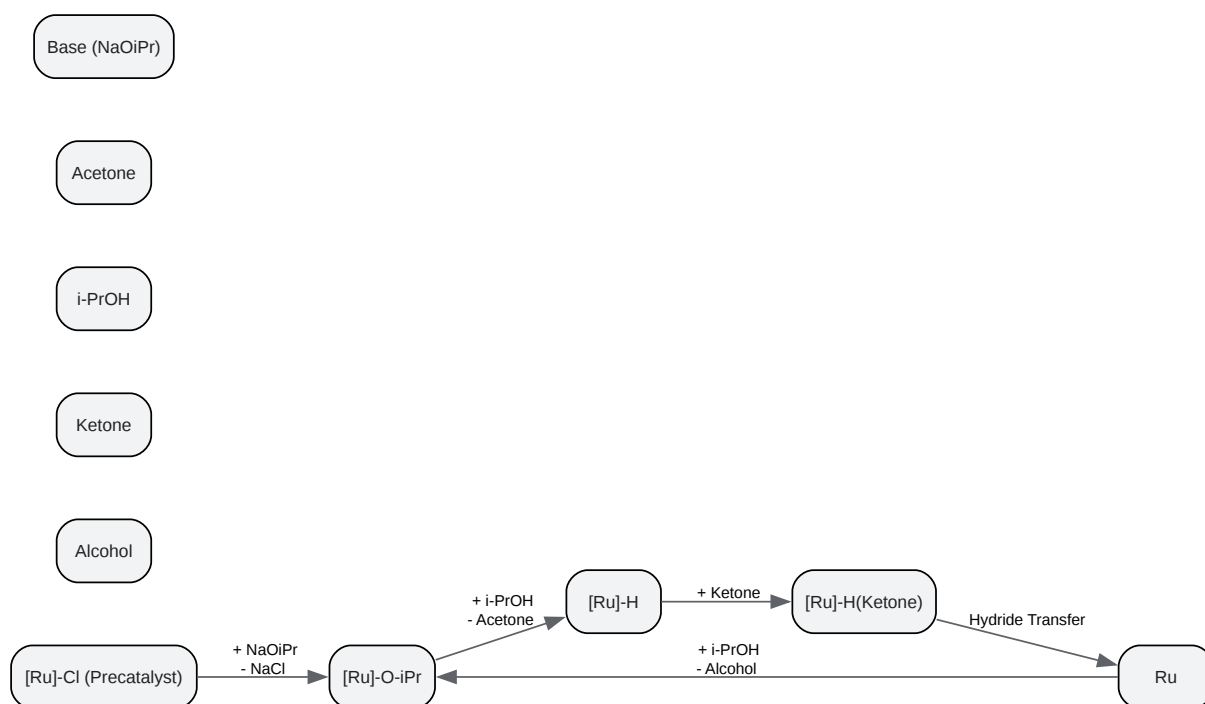 Base (NaOiPr)
Acetone
i-PrOH
Ketone
Alcohol
[Ru]-Cl (Precatalyst)
+ NaOiPr
- NaCl
[Ru]-O-iPr
+ i-PrOH
- Acetone
[Ru]-H
+ Ketone
[Ru]-H(Ketone)
Hydride Transfer
Ru
+ i-PrOH
- Alcohol